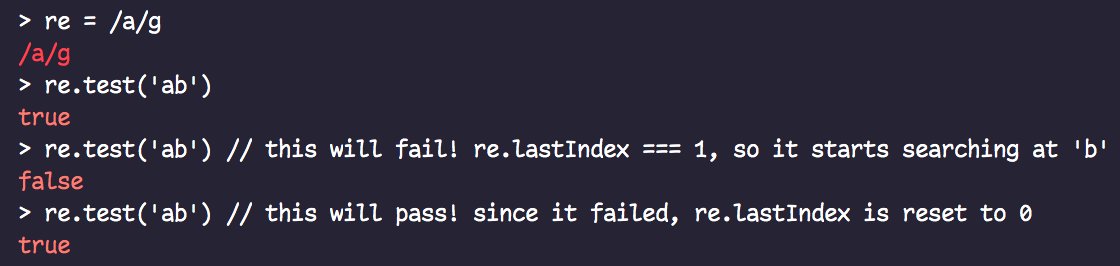 > re = /a/g
/a/g
> re.test('ab')
true
> re.test('ab') // this will fail! re.lastIndex === 1, so it starts searching at 'b'
false
> re.test('ab') // this will pass! since it failed, re.lastIndex is reset to 0
true